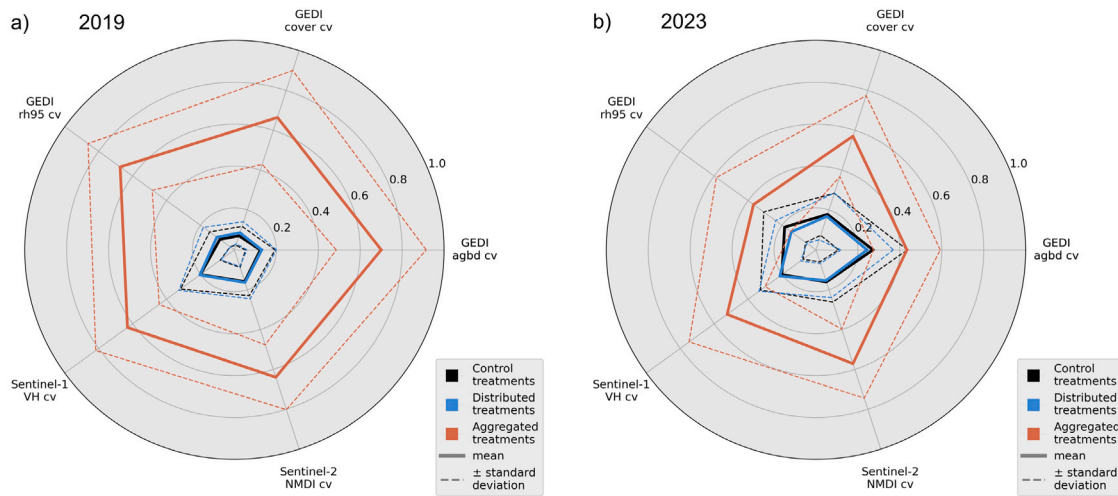 a) 2019
GEDI
cover cv
GEDI
rh95 cv
1.0
0.8
0.6
0.4
0.2
GEDI
agbd cv
Sentinel-1
VH cv
Sentinel-2
NMDI cv
Control
treatments
Distributed
treatments
Aggregated
treatments
mean
± standard
deviation
b) 2023
GEDI
cover cv
GEDI
rh95 cv
1.0
0.8
0.6
0.4
0.2
GEDI
agbd cv
Sentinel-1
VH cv
Sentinel-2
NMDI cv
Control
treatments
Distributed
treatments
Aggregated
treatments
mean
± standard
deviation